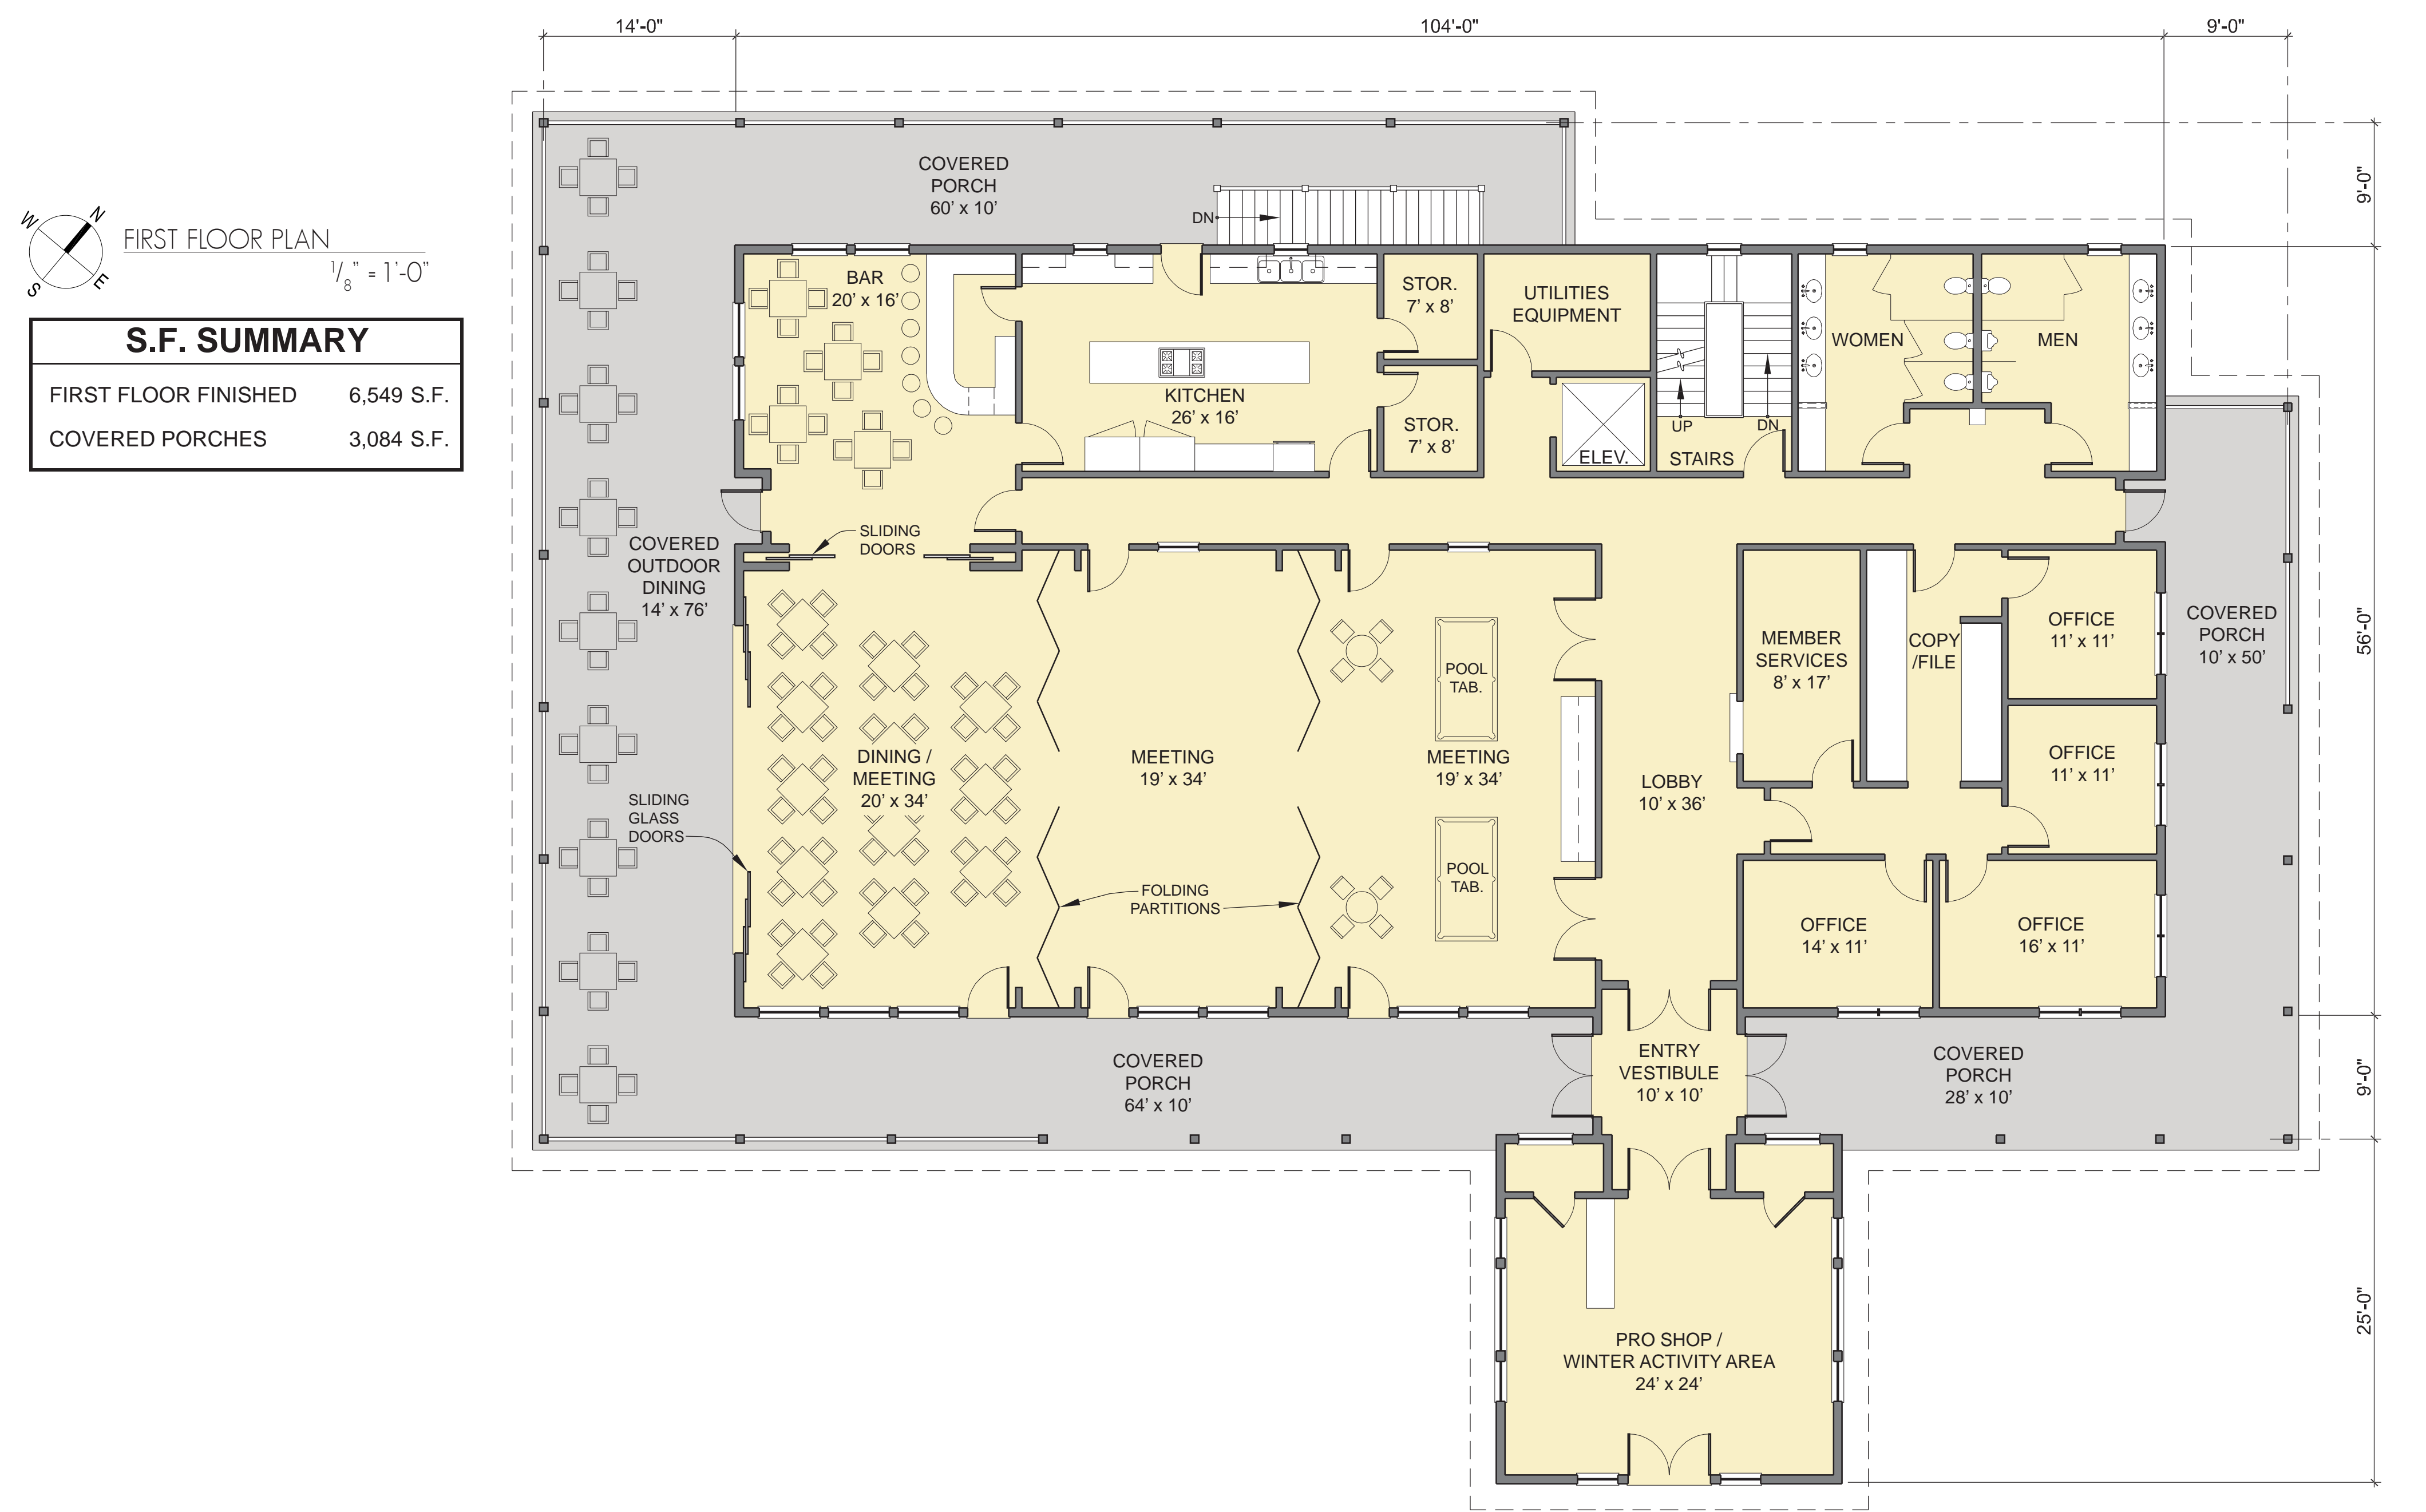 14'-0"
104'-0"
9'-0"
N
W
S
E
FIRST FLOOR PLAN
1/8" = 1'-0"
S.F. SUMMARY
FIRST FLOOR FINISHED 6,549 S.F.
COVERED PORCHES 3,084 S.F.
COVERED
PORCH
60' x 10'
DN
9'-0"
BAR
20' x 16'
STOR.
7' x 8'
UTILITIES
EQUIPMENT
WOMEN
MEN
KITCHEN
26' x 16'
STOR.
7' x 8'
ELEV.
UP
DN
STAIRS
SLIDING
DOORS
COVERED
OUTDOOR
DINING
14' x 76'
MEMBER
SERVICES
8' x 17'
COPY
/FILE
OFFICE
11' x 11'
COVERED
PORCH
10' x 50'
56'-0"
POOL
TAB.
DINING /
MEETING
20' x 34'
MEETING
19' x 34'
MEETING
19' x 34'
LOBBY
10' x 36'
OFFICE
11' x 11'
SLIDING
GLASS
DOORS
FOLDING
PARTITIONS
POOL
TAB.
OFFICE
14' x 11'
OFFICE
16' x 11'
COVERED
PORCH
64' x 10'
ENTRY
VESTIBULE
10' x 10'
COVERED
PORCH
28' x 10'
9'-0"
PRO SHOP /
WINTER ACTIVITY AREA
24' x 24'
25'-0"